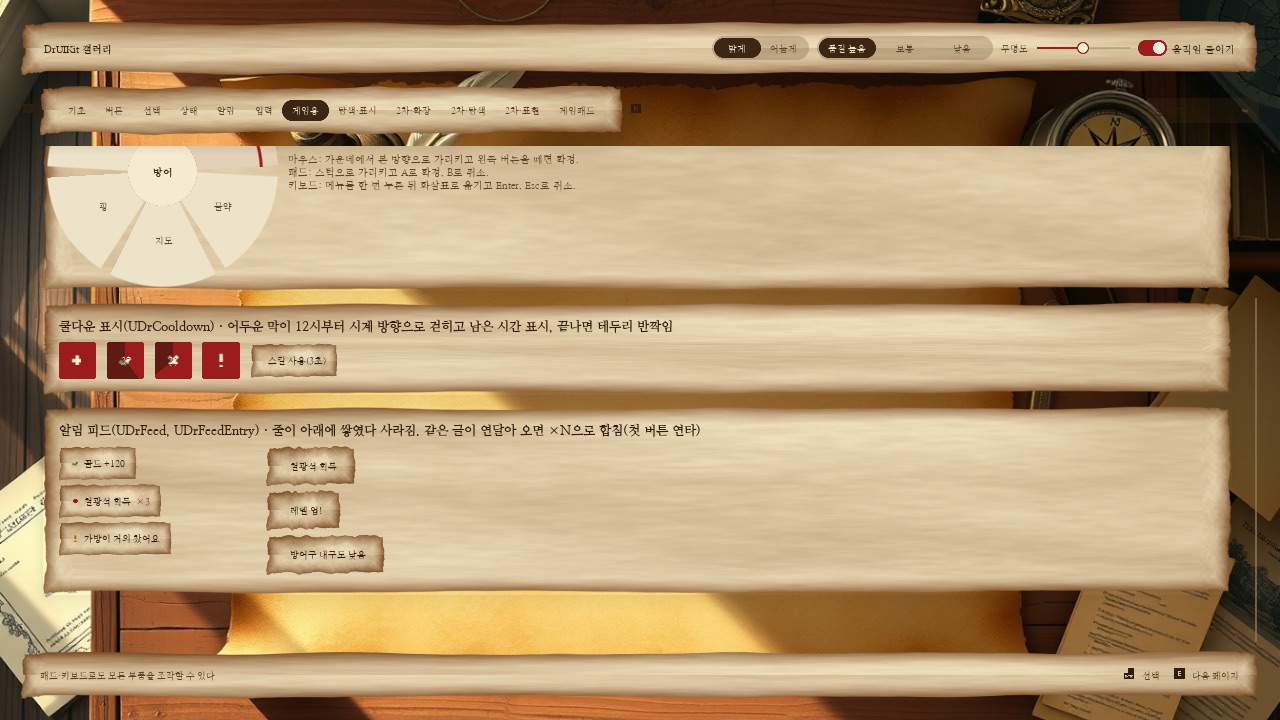 DrUIKit 갤러리
밝게 어둡게 품질 높음 보통 낮음 투명도 움직임 줄이기
기초 버튼 선택 상태 알림 입력 게임용 탐색·표시 2차·확장 2차·탐색 2차·표현 게임패드 E
방어
핑 물약
지도
마우스: 가운데에서 본 방향으로 가리키고 왼쪽 버튼을 떼면 확정.
패드: 스틱으로 가리키고 A로 확정, B로 취소.
키보드: 메뉴를 한 번 누른 뒤 화살표로 옮기고 Enter, Esc로 취소.
쿨다운 표시(UDrCooldown) · 어두운 막이 12시부터 시계 방향으로 걷히고 남은 시간 표시, 끝나면 테두리 반짝임
스킬 사용(3초)
알림 피드(UDrFeed, UDrFeedEntry) · 줄이 아래에 쌓였다 사라짐. 같은 글이 연달아 오면 ×N으로 합침(첫 버튼 연타)
골드 +120
철광석 획득 ×3
가방이 거의 찼어요
철광석 획득
레벨 업!
방어구 내구도 낮음
패드·키보드로도 모든 부품을 조작할 수 있다
선택 E 다음 페이지